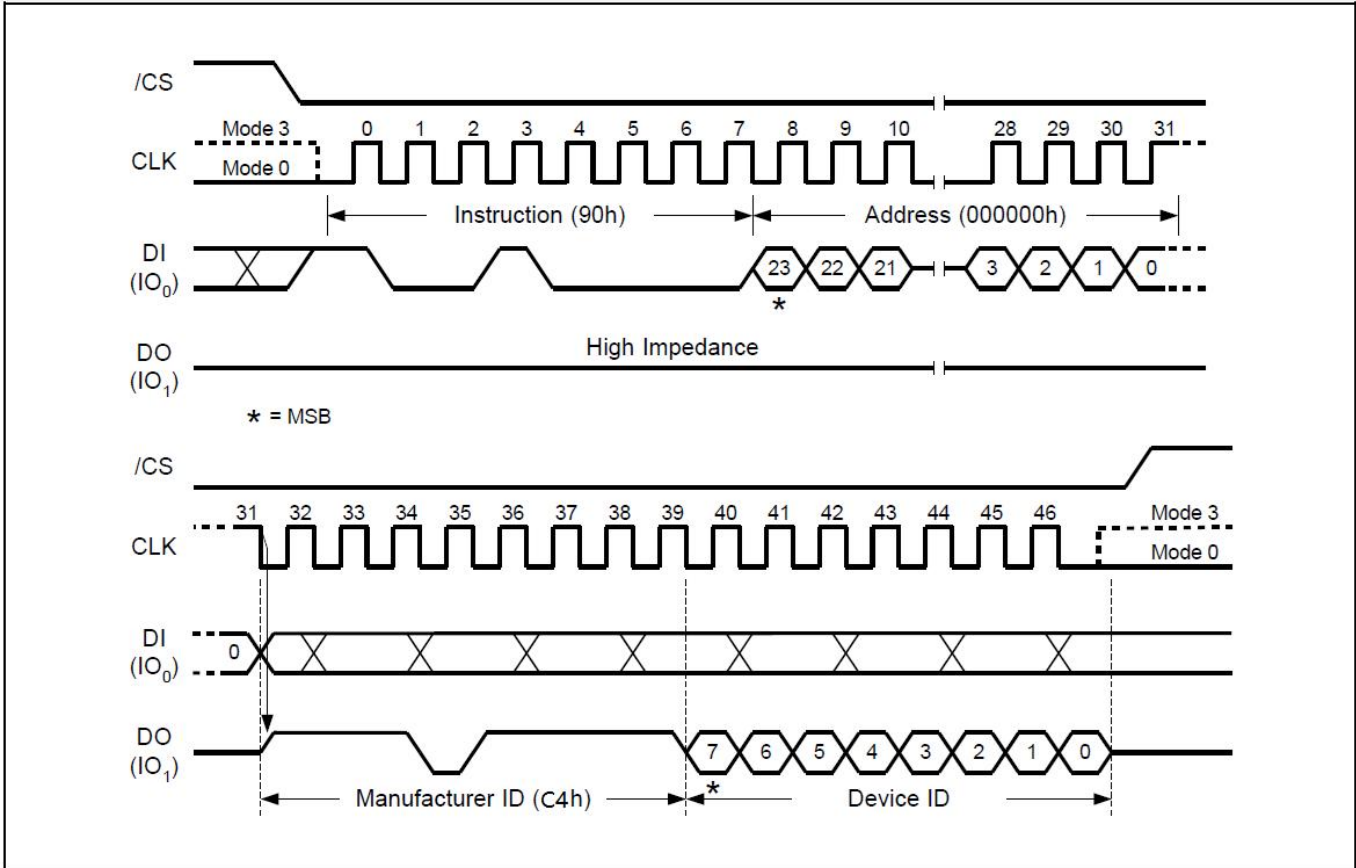 /CS
Mode 3 0 1 2 3 4 5 6 7 8 9 10 28 29 30 31
CLK
Mode 0
Instruction (90h) Address (000000h)
DI
(IO0) 23 22 21 3 2 1 0
*
DO High Impedance
(IO1)
* = MSB
/CS
31 32 33 34 35 36 37 38 39 40 41 42 43 44 45 46 Mode 3
CLK
Mode 0
DI
(IO0) 0
DO
(IO1) 7 6 5 4 3 2 1 0
*
Manufacturer ID (C4h) Device ID